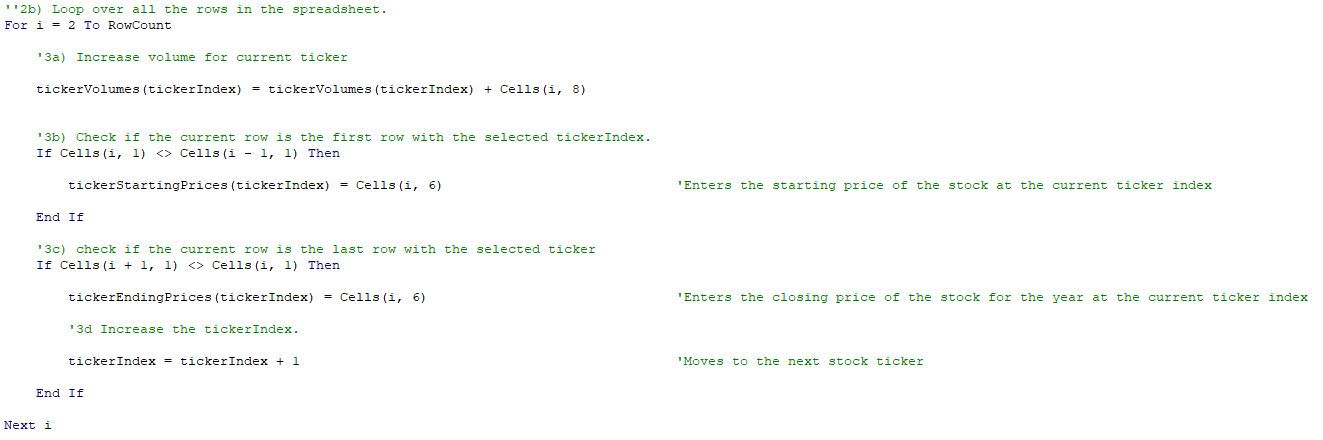 ''2b) Loop over all the rows in the spreadsheet.
For i = 2 To RowCount
'3a) Increase volume for current ticker
tickerVolumes(tickerIndex) = tickerVolumes(tickerIndex) + Cells(i, 8)
'3b) Check if the current row is the first row with the selected tickerIndex.
If Cells(i, 1) <> Cells(i - 1, 1) Then
tickerStartingPrices(tickerIndex) = Cells(i, 6) 'Enters the starting price of the stock at the current ticker index
End If
'3c) check if the current row is the last row with the selected ticker
If Cells(i + 1, 1) <> Cells(i, 1) Then
tickerEndingPrices(tickerIndex) = Cells(i, 6) 'Enters the closing price of the stock for the year at the current ticker index
'3d Increase the tickerIndex.
tickerIndex = tickerIndex + 1 'Moves to the next stock ticker
End If
Next i